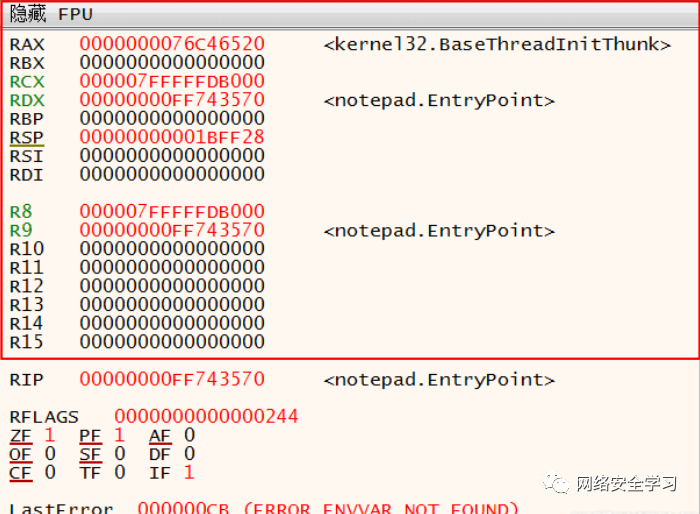 隐藏 FPU
RAX 0000000076C46520 <kernel32.BaseThreadInitThunk>
RBX 0000000000000000
RCX 000007FFFFFDB000
RDX 00000000FF743570 <notepad.EntryPoint>
RBP 0000000000000000
RSP 00000000001BFF28
RSI 0000000000000000
RDI 0000000000000000
R8 000007FFFFFDB000
R9 00000000FF743570 <notepad.EntryPoint>
R10 0000000000000000
R11 0000000000000000
R12 0000000000000000
R13 0000000000000000
R14 0000000000000000
R15 0000000000000000
RIP 00000000FF743570 <notepad.EntryPoint>
RFLAGS 0000000000000244
ZF 1 PF 1 AF 0
OF 0 SF 0 DF 0
CF 0 TF 0 IF 1
LastError 000000CB (ERROR_ENVVAR_NOT_FOUND)
网络安全学习